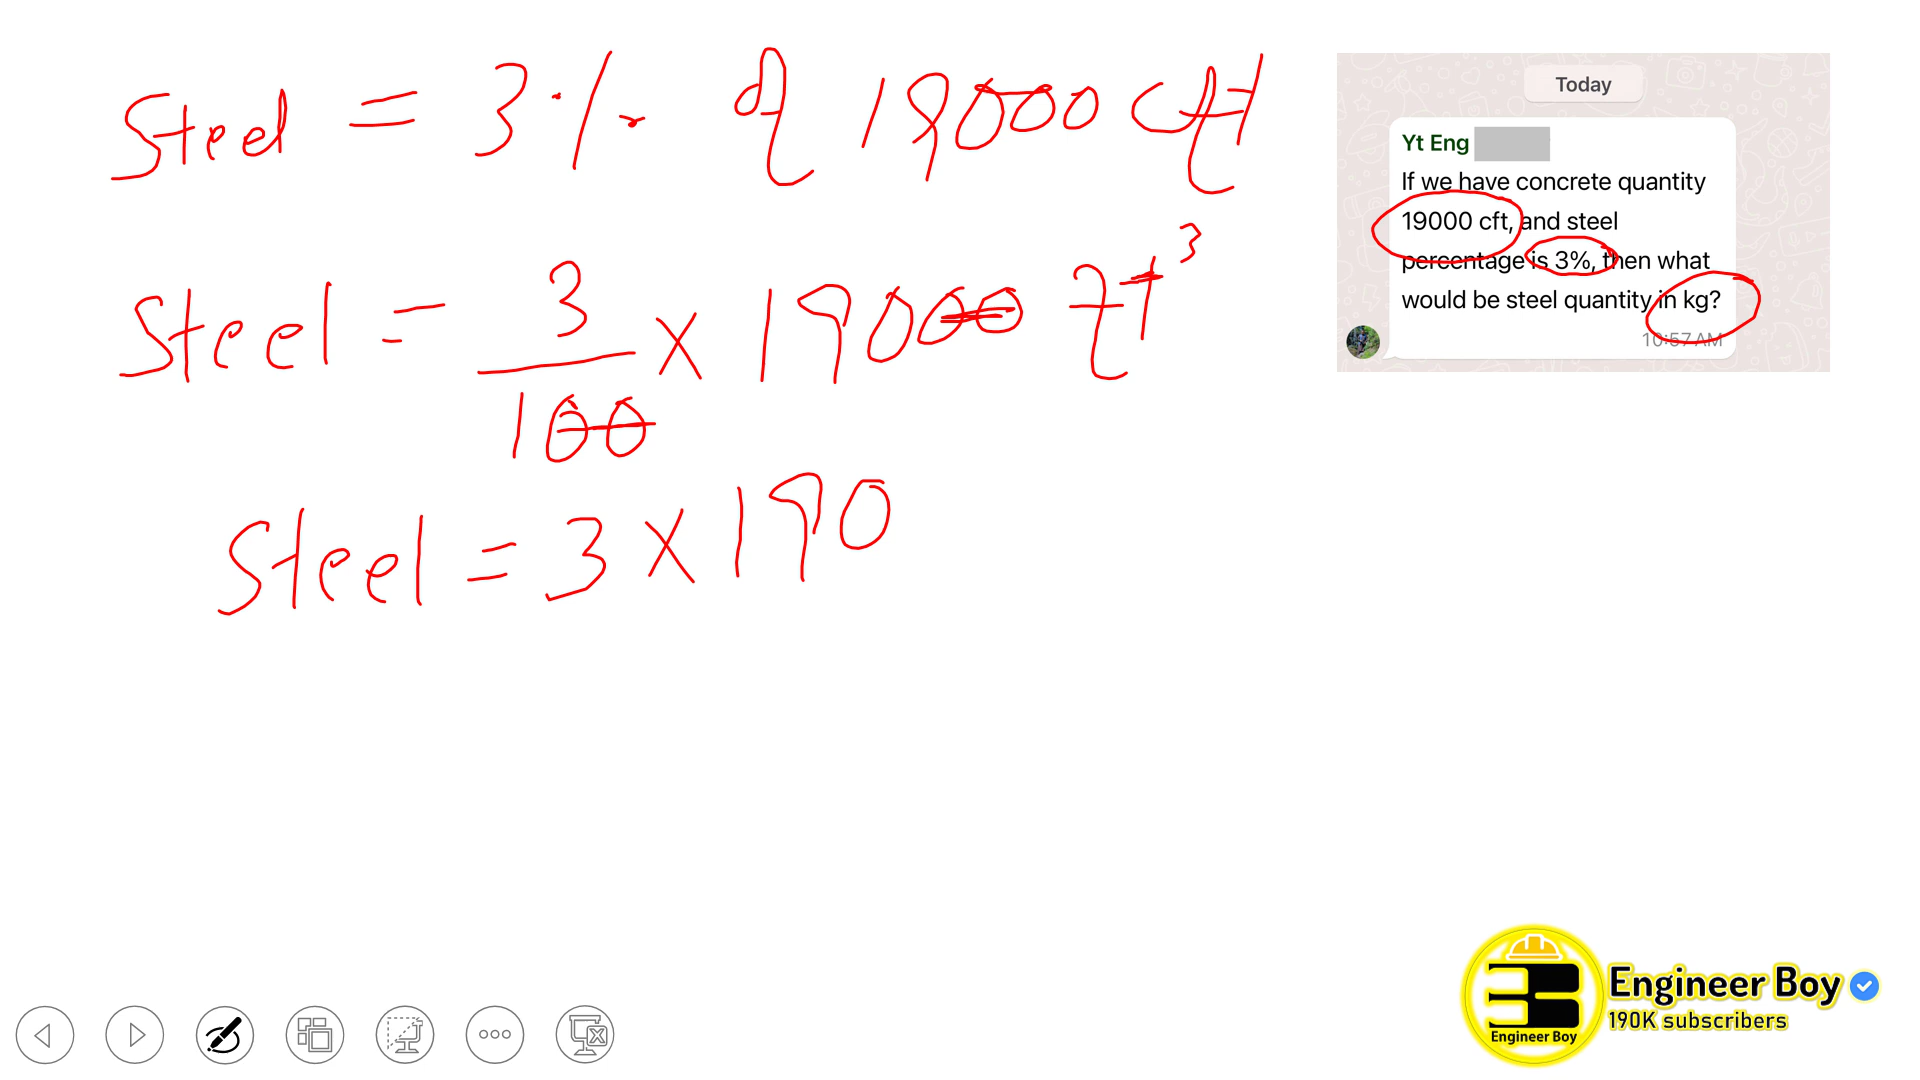 Steel = 3% of 19000 cft
Steel = 3/100 × 19000 ft³
Steel = 3 × 190
Today
Yt Eng
If we have concrete quantity
19000 cft, and steel
percentage is 3%, then what
would be steel quantity in kg?
10:57 AM
Engineer Boy
Engineer Boy
190K subscribers